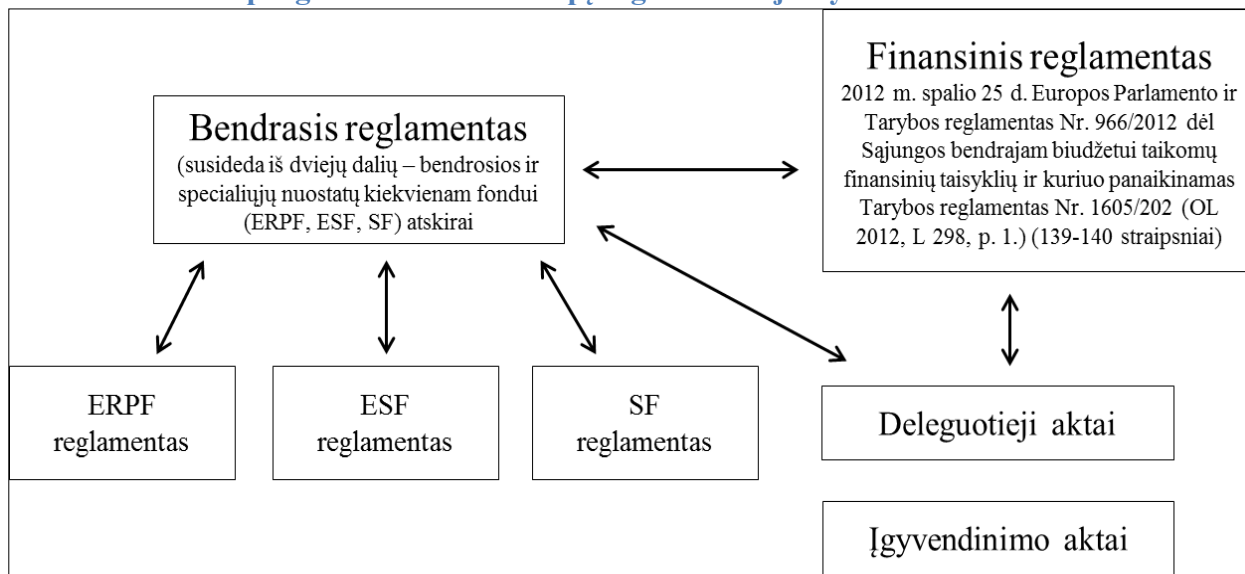 Bendrasis reglamentas
(susideda iš dviejų dalių – bendrosios ir
specialiųjų nuostatų kiekvienam fondui
(ERPF, ESF, SF) atskirai
Finansinis reglamentas
2012 m. spalio 25 d. Europos Parlamento ir
Tarybos reglamentas Nr. 966/2012 dėl
Sąjungos bendrajam biudžetui taikomų
finansinių taisyklių ir kuriuo panaikinamas
Tarybos reglamentas Nr. 1605/202 (OL
2012, L 298, p. 1.) (139-140 straipsniai)
ERPF
reglamentas
ESF
reglamentas
SF
reglamentas
Deleguotieji aktai
Įgyvendinimo aktai